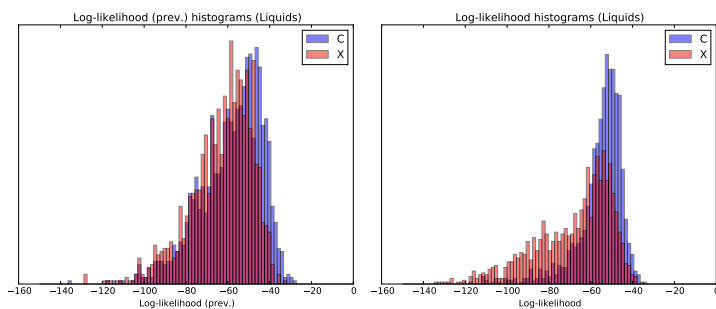 Log-likelihood (prev.) histograms (Liquids)
C
X
−160 −140 −120 −100 −80 −60 −40 −20 0
Log-likelihood (prev.)
Log-likelihood histograms (Liquids)
C
X
−160 −140 −120 −100 −80 −60 −40 −20 0
Log-likelihood